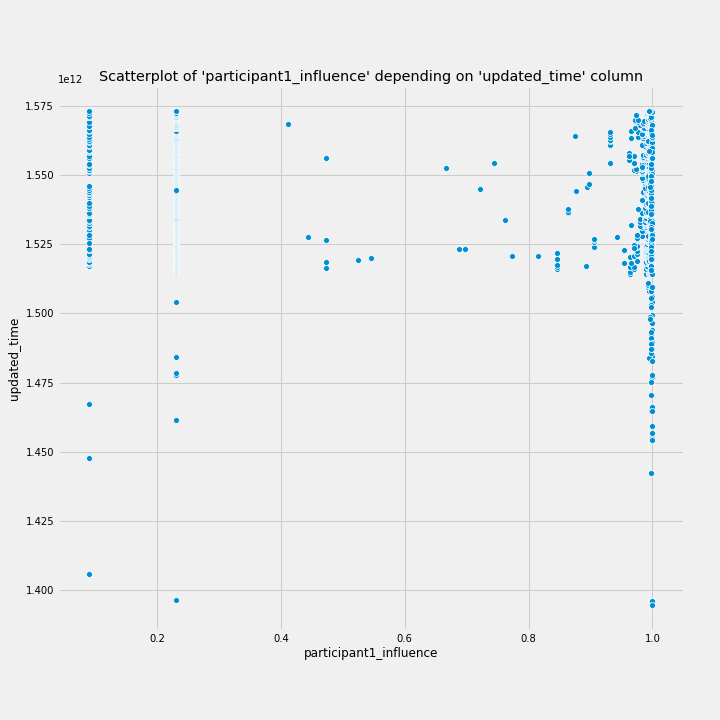 Scatterplot of 'participant1_influence' depending on 'updated_time' column
1e12
1.575
1.550
1.525
1.500
1.475
1.450
1.425
1.400
updated_time
0.2 0.4 0.6 0.8 1.0
participant1_influence